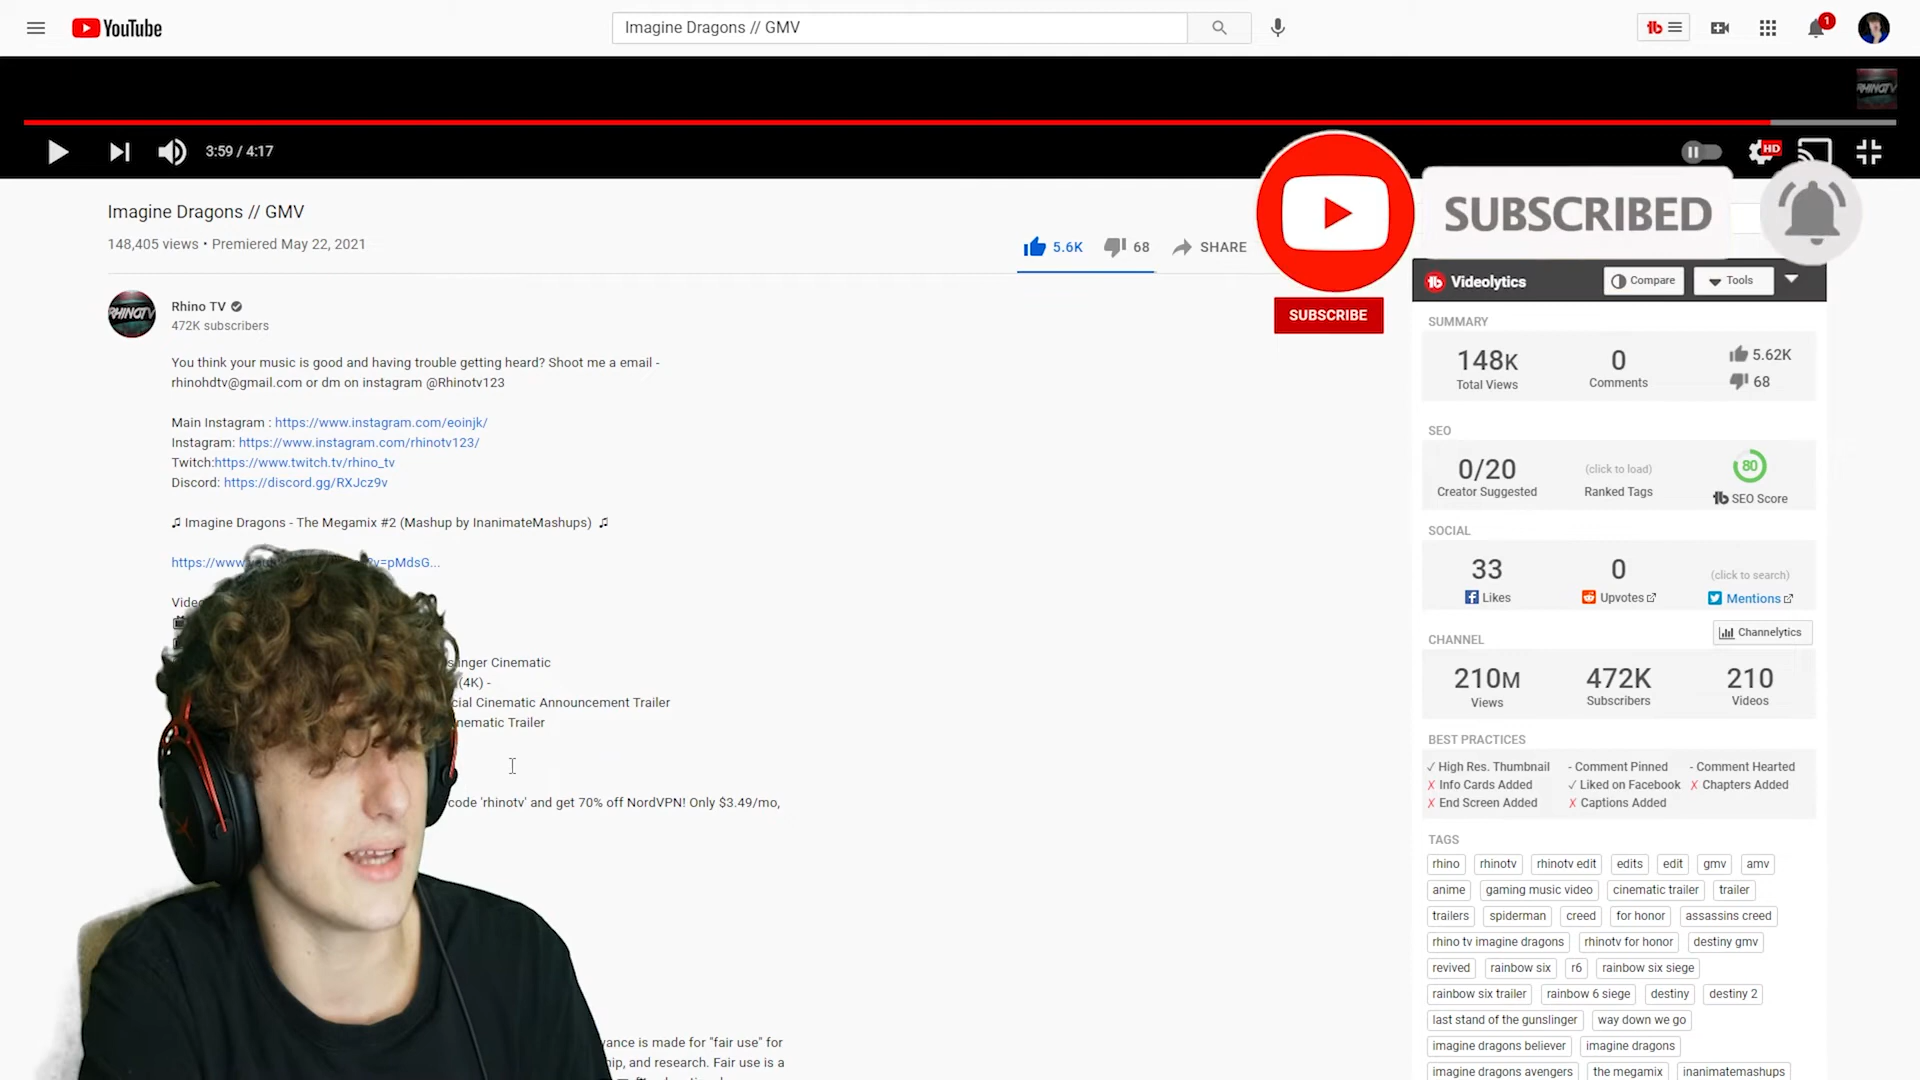 YouTube
Imagine Dragons // GMV
1
RHINOTV
3:59 / 4:17
HD
Imagine Dragons // GMV
148,405 views • Premiered May 22, 2021
5.6K
68
SHARE
SUBSCRIBED
RHINOTV
Rhino TV
472K subscribers
SUBSCRIBE
You think your music is good and having trouble getting heard? Shoot me a email -
rhinohdtv@gmail.com or dm on instagram @Rhinotv123
Main Instagram : https://www.instagram.com/eoinjk/
Instagram: https://www.instagram.com/rhinotv123/
Twitch:https://www.twitch.tv/rhino_tv
Discord: https://discord.gg/RXJcz9v
♫ Imagine Dragons - The Megamix #2 (Mashup by InanimateMashups) ♫
https://www. v=pMdsG...
slinger Cinematic
(4K) -
cial Cinematic Announcement Trailer
nematic Trailer
code 'rhinotv' and get 70% off NordVPN! Only $3.49/mo,
vance is made for "fair use" for
hip, and research. Fair use is a
Videolytics
Compare
Tools
SUMMARY
148K
Total Views
0
Comments
5.62K
68
SEO
0/20
Creator Suggested
(click to load)
Ranked Tags
80
SEO Score
SOCIAL
33
Likes
0
Upvotes
(click to search)
Mentions
CHANNEL
Channelytics
210M
Views
472K
Subscribers
210
Videos
BEST PRACTICES
✓ High Res. Thumbnail - Comment Pinned - Comment Hearted
✗ Info Cards Added ✓ Liked on Facebook ✗ Chapters Added
✗ End Screen Added ✗ Captions Added
TAGS
rhino rhinotv rhinotv edit edits edit gmv amv
anime gaming music video cinematic trailer trailer
trailers spiderman creed for honor assassins creed
rhino tv imagine dragons rhinotv for honor destiny gmv
revived rainbow six r6 rainbow six siege
rainbow six trailer rainbow 6 siege destiny destiny 2
last stand of the gunslinger way down we go
imagine dragons believer imagine dragons
imagine dragons avengers the megamix inanimatemashups